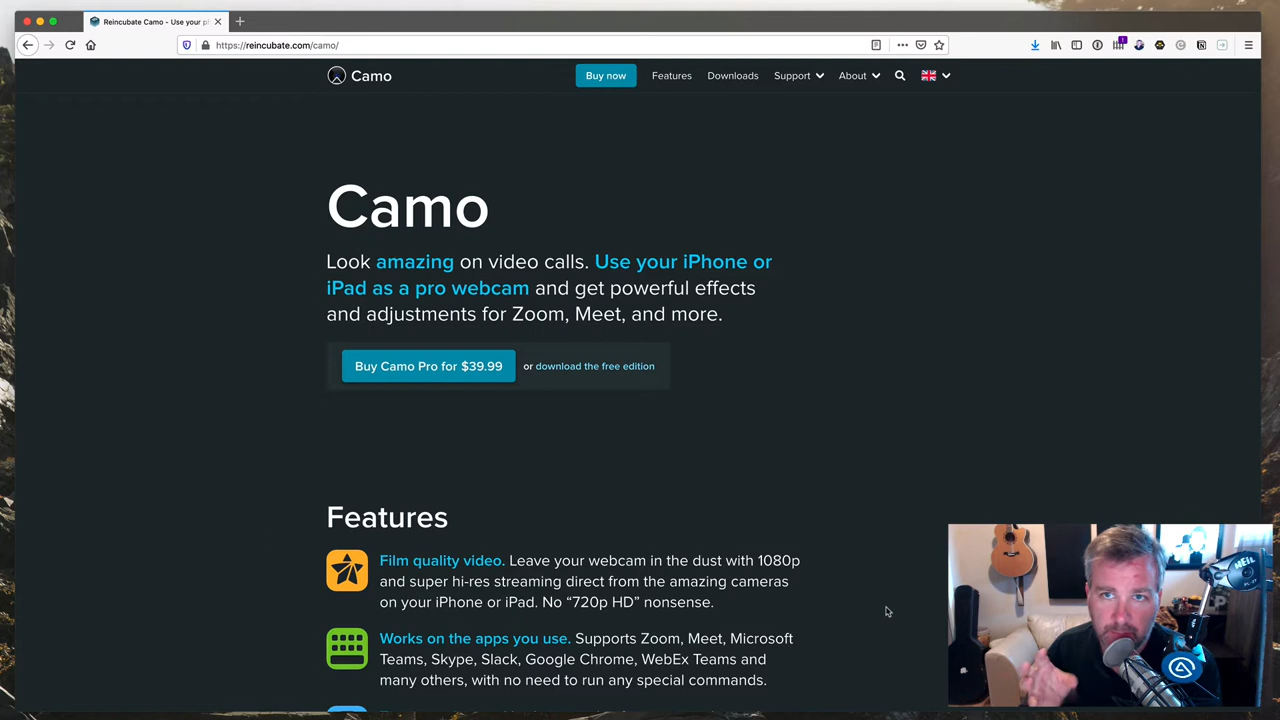 Reincubate Camo - Use your p
https://reincubate.com/camo/
Camo
Buy now
Features
Downloads
Support
About
Camo
Look amazing on video calls. Use your iPhone or
iPad as a pro webcam and get powerful effects
and adjustments for Zoom, Meet, and more.
Buy Camo Pro for $39.99
or download the free edition
Features
Film quality video. Leave your webcam in the dust with 1080p
and super hi-res streaming direct from the amazing cameras
on your iPhone or iPad. No “720p HD” nonsense.
Works on the apps you use. Supports Zoom, Meet, Microsoft
Teams, Skype, Slack, Google Chrome, WebEx Teams and
many others, with no need to run any special commands.
HEIL